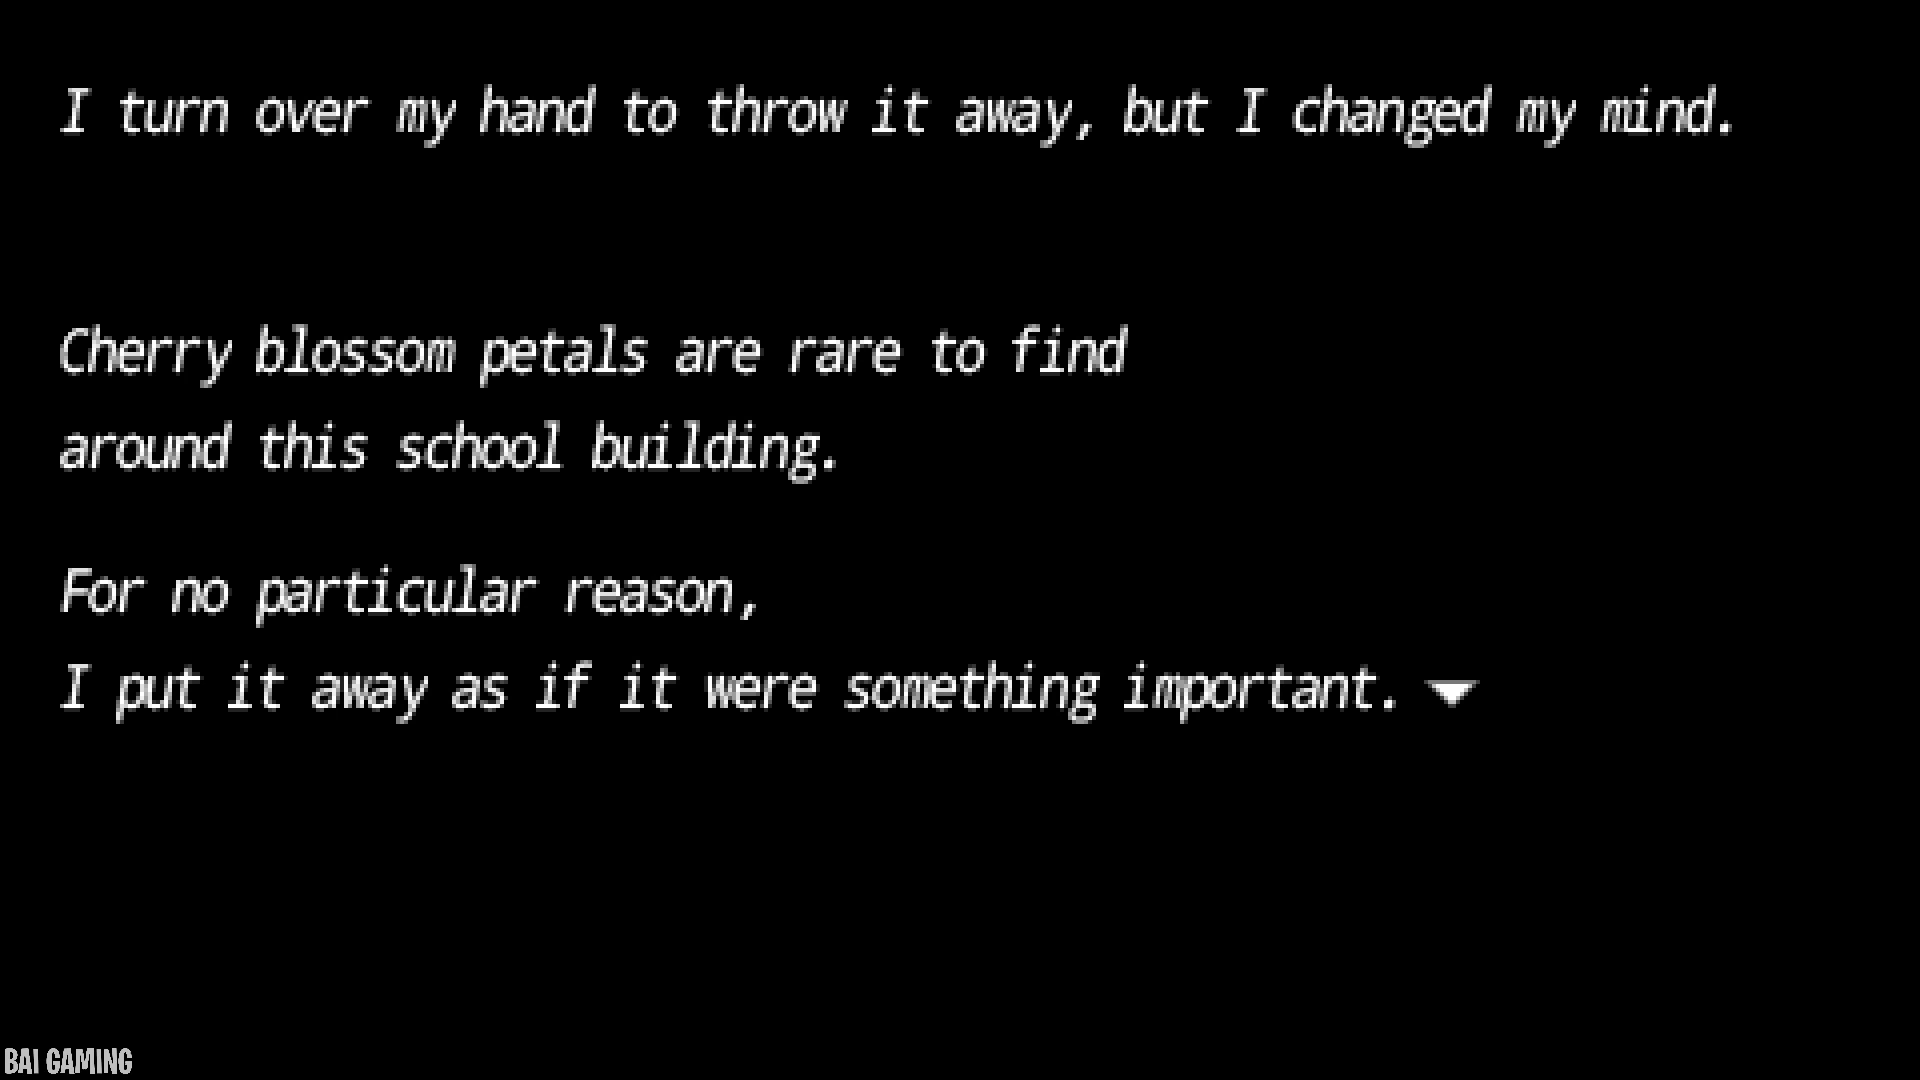 I turn over my hand to throw it away, but I changed my mind.
Cherry blossom petals are rare to find
around this school building.
For no particular reason,
I put it away as if it were something important.
BAI GAMING